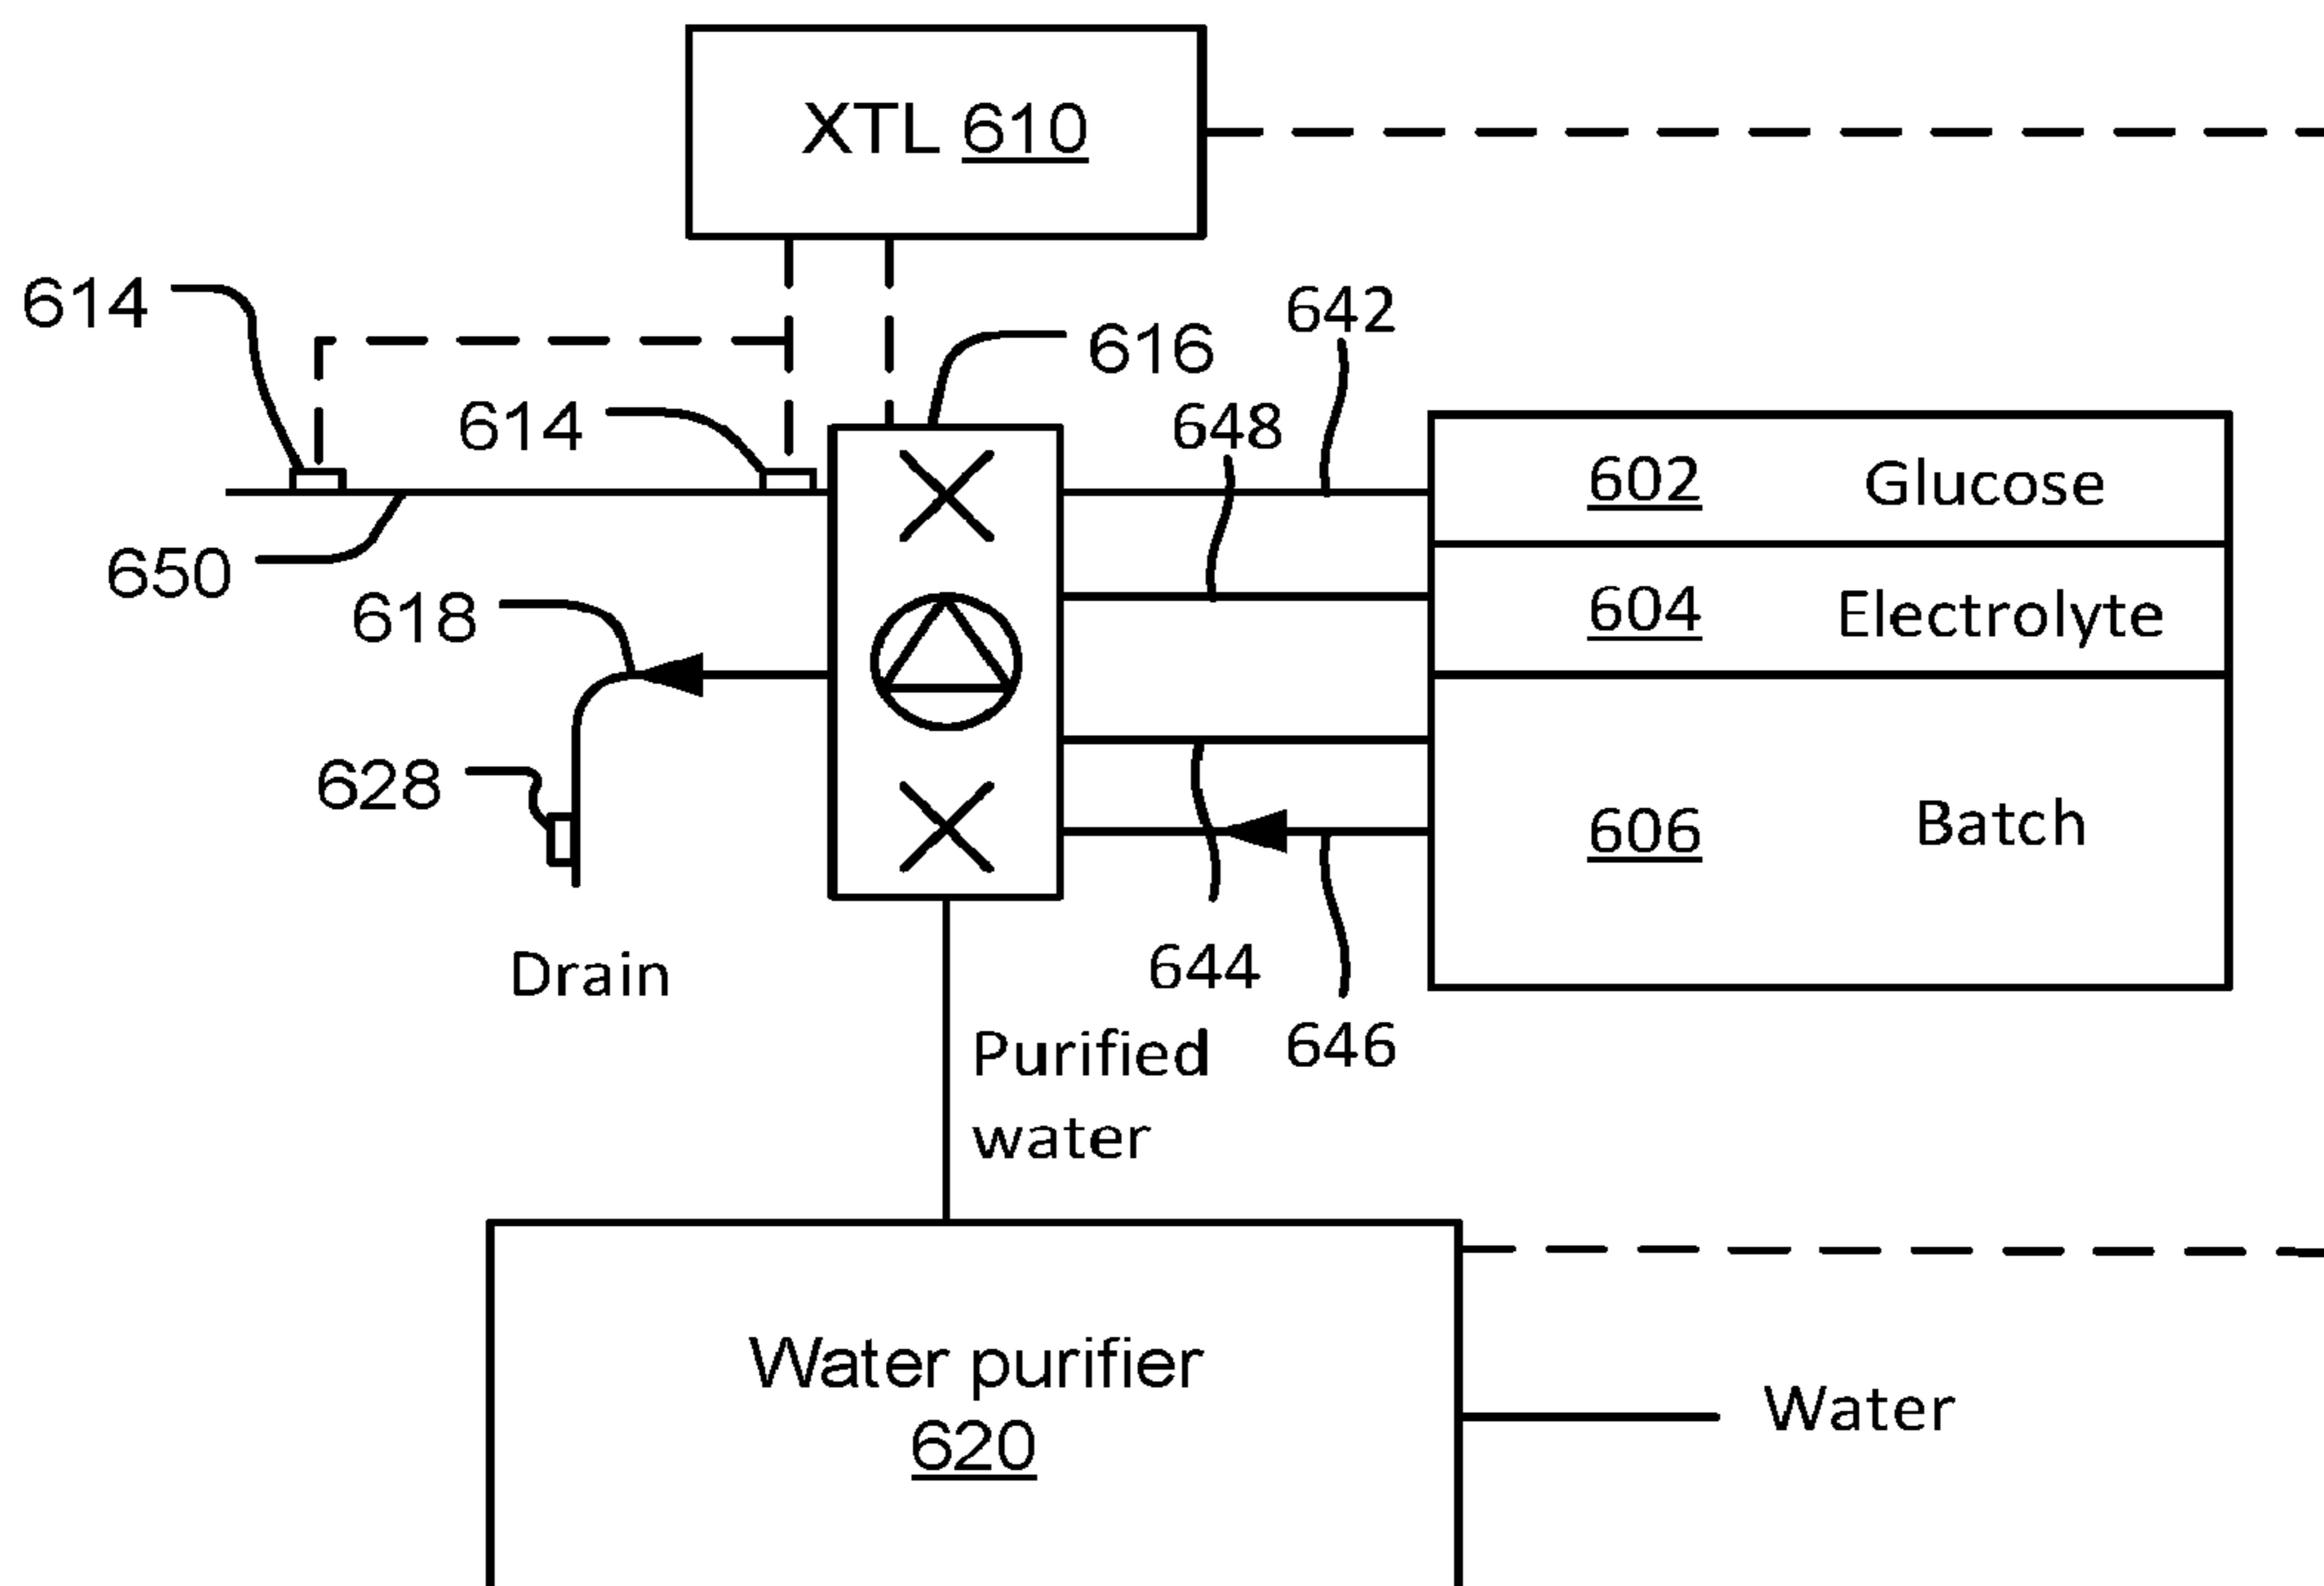 XTL 610
614
642
616
614
648
602 Glucose
650
618
604 Electrolyte
628
606 Batch
Drain
644
Purified
water
646
Water purifier
620
Water